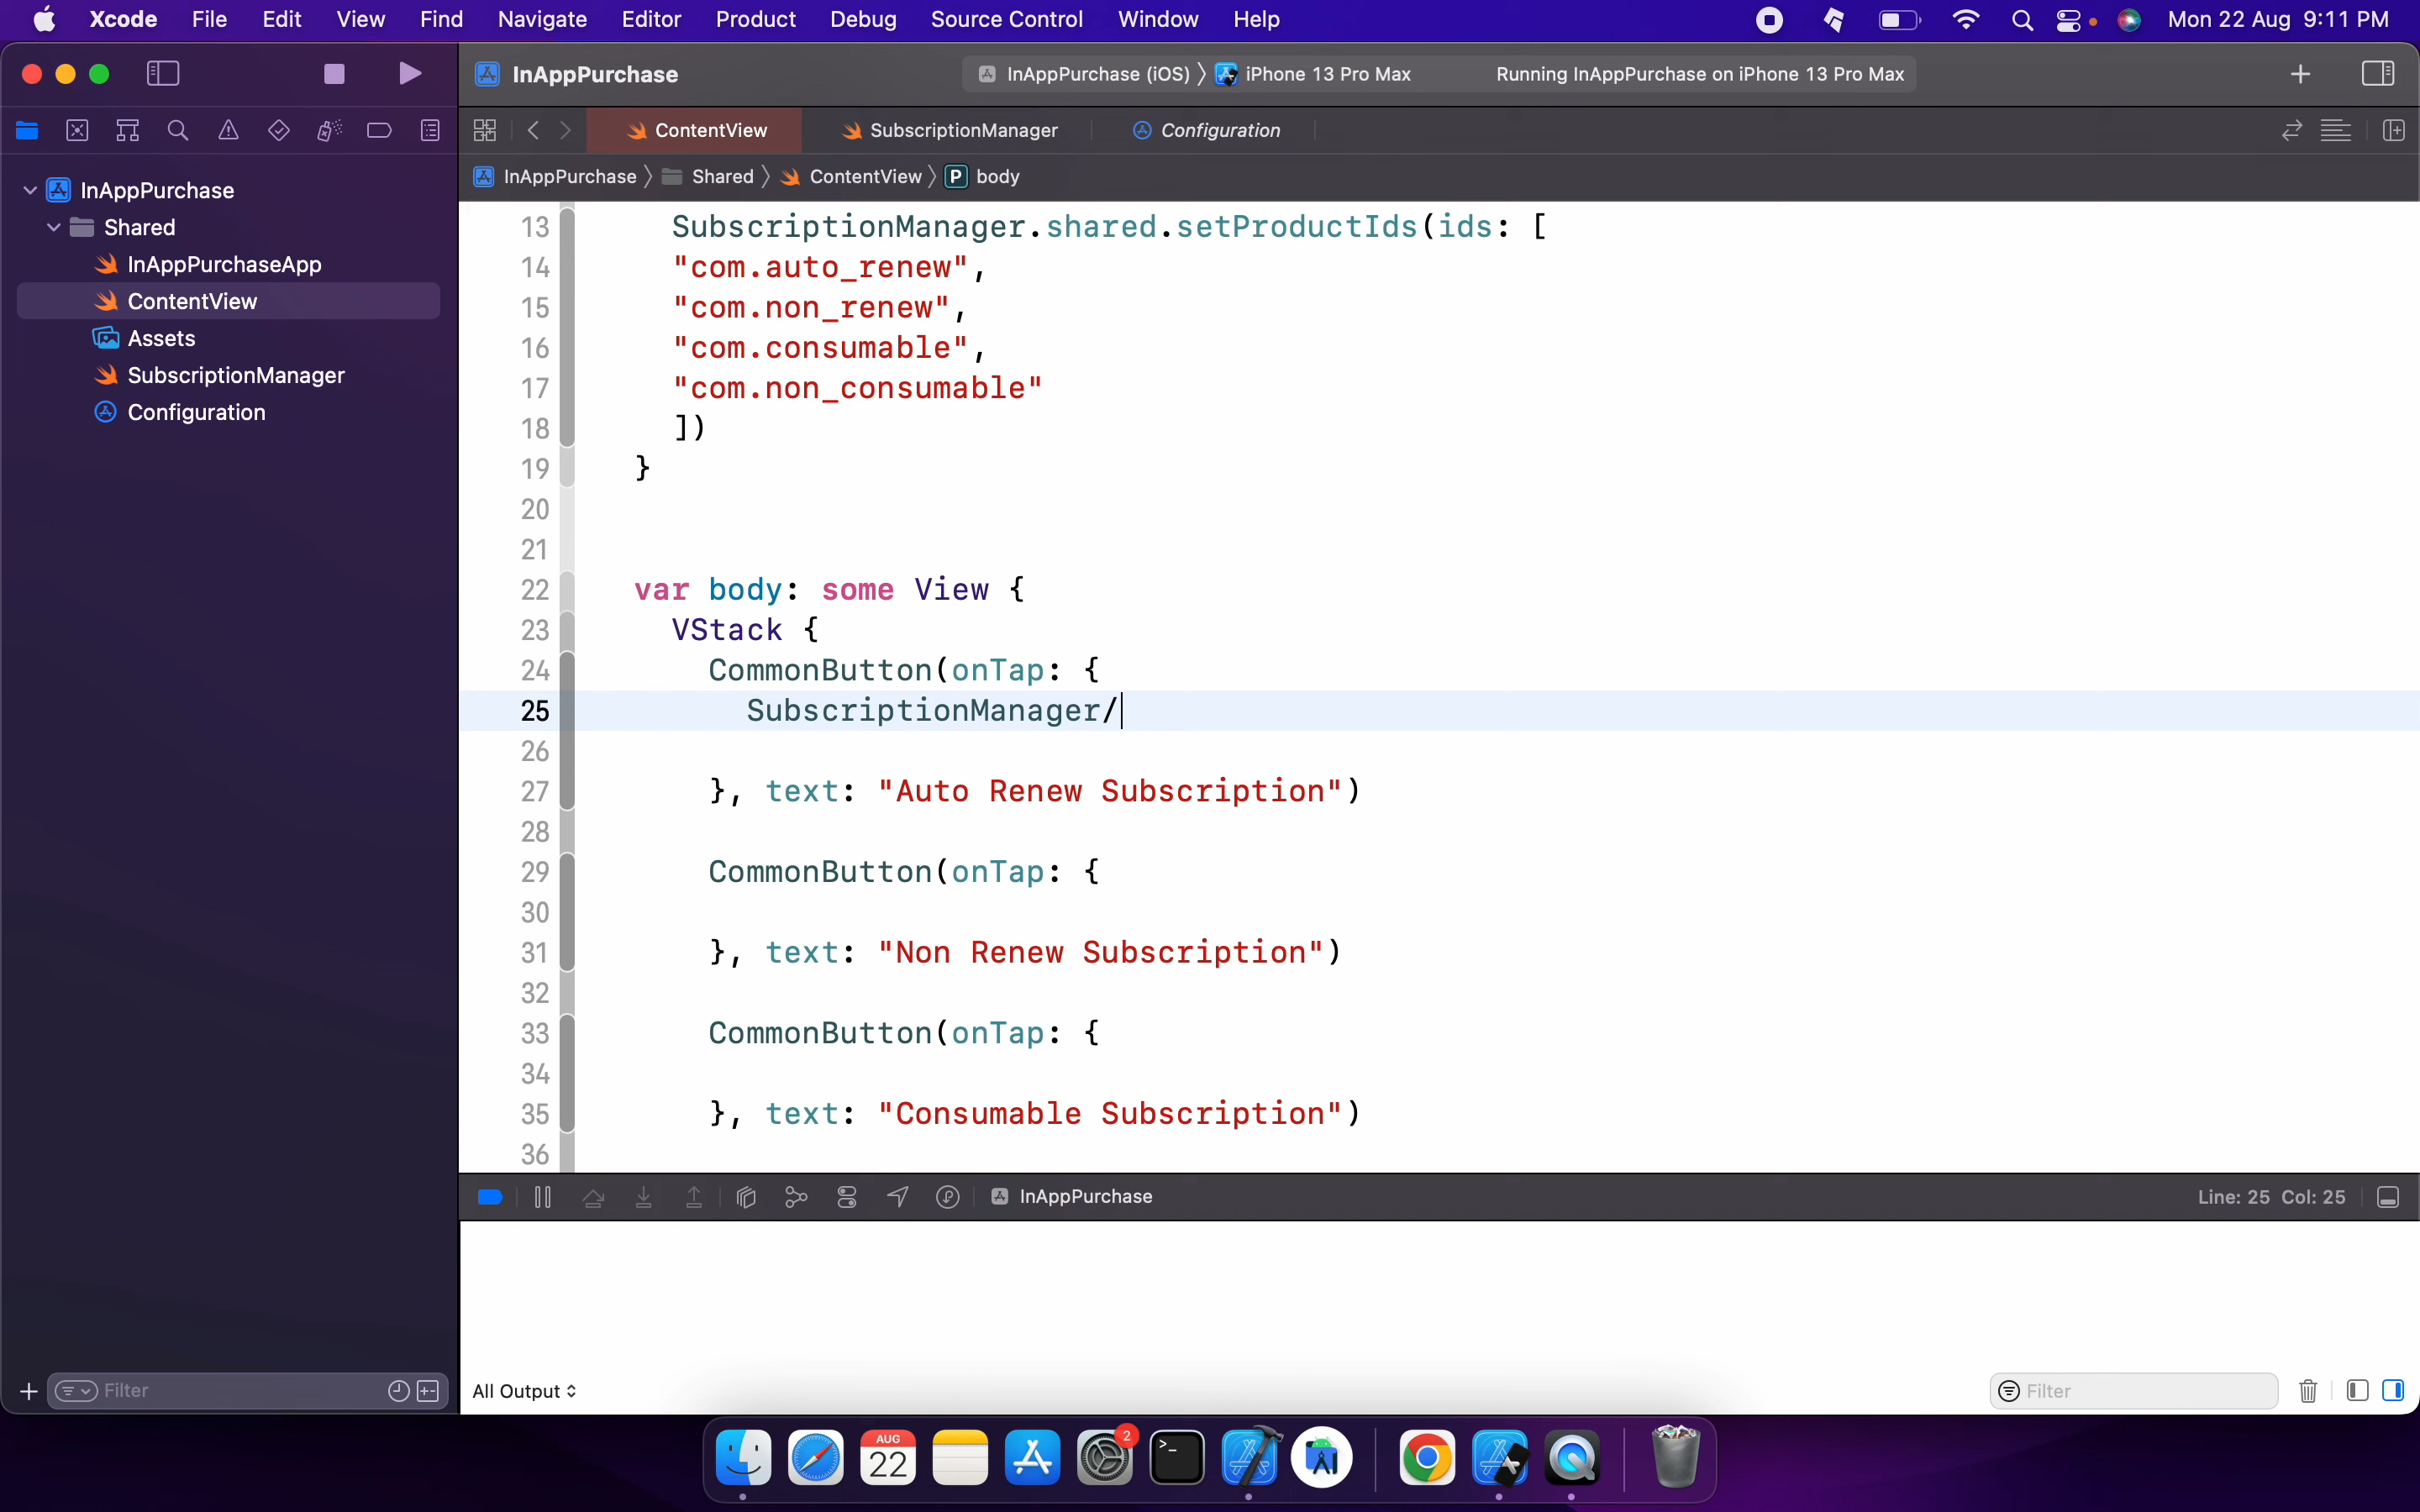 Xcode File Edit View Find Navigate Editor Product Debug Source Control Window Help Mon 22 Aug 9:11 PM
InAppPurchase InAppPurchase (iOS) iPhone 13 Pro Max Running InAppPurchase on iPhone 13 Pro Max
ContentView SubscriptionManager Configuration
InAppPurchase Shared ContentView P body
InAppPurchase
Shared
InAppPurchaseApp
ContentView
Assets
SubscriptionManager
Configuration
13 SubscriptionManager.shared.setProductIds(ids: [
14 "com.auto_renew",
15 "com.non_renew",
16 "com.consumable",
17 "com.non_consumable"
18 ])
19 }
20
21
22 var body: some View {
23 VStack {
24 CommonButton(onTap: {
25 SubscriptionManager/
26
27 }, text: "Auto Renew Subscription")
28
29 CommonButton(onTap: {
30
31 }, text: "Non Renew Subscription")
32
33 CommonButton(onTap: {
34
35 }, text: "Consumable Subscription")
36
InAppPurchase Line: 25 Col: 25
Filter All Output Filter
AUG
22
2